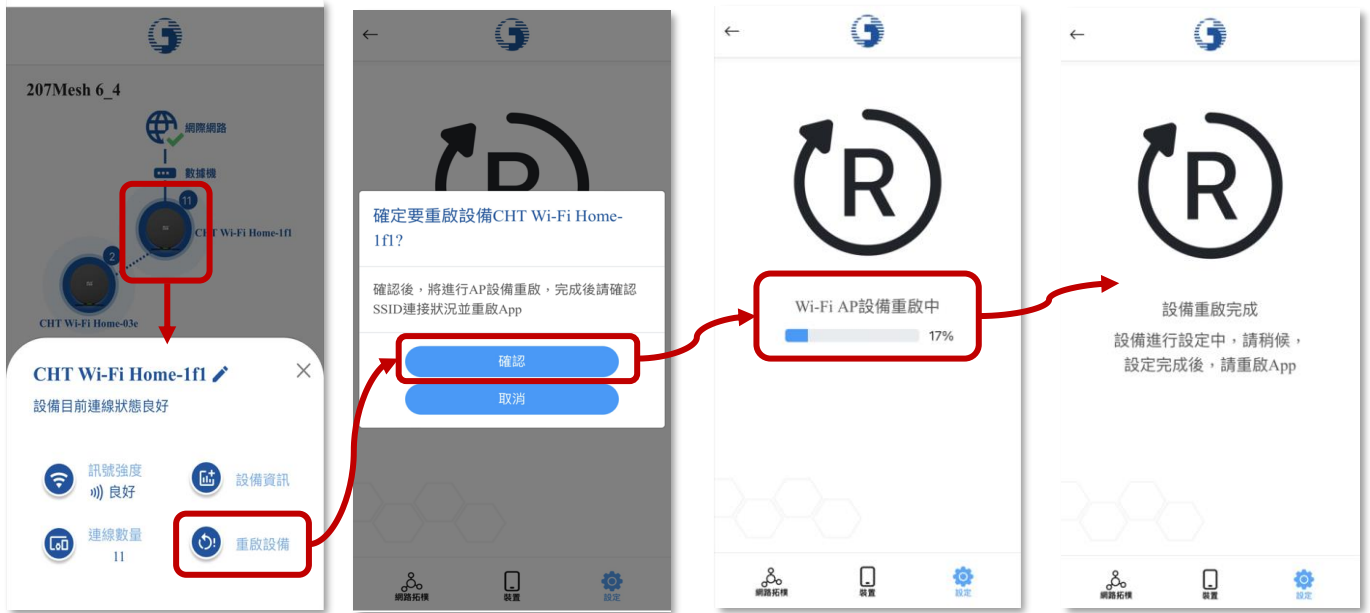 207Mesh 6_4
網際網路
數據機
11
CHT Wi-Fi Home-1f1
2
CHT Wi-Fi Home-03e
CHT Wi-Fi Home-1f1
設備目前連線狀態良好
訊號強度
良好
設備資訊
連線數量
11
重啟設備
R
確定要重啟設備CHT Wi-Fi Home-
1f1?
確認後，將進行AP設備重啟，完成後請確認
SSID連接狀況並重啟App
確認
取消
網路拓樸
裝置
設定
R
Wi-Fi AP設備重啟中
17%
網路拓樸
裝置
設定
R
設備重啟完成
設備進行設定中，請稍候，
設定完成後，請重啟App
網路拓樸
裝置
設定